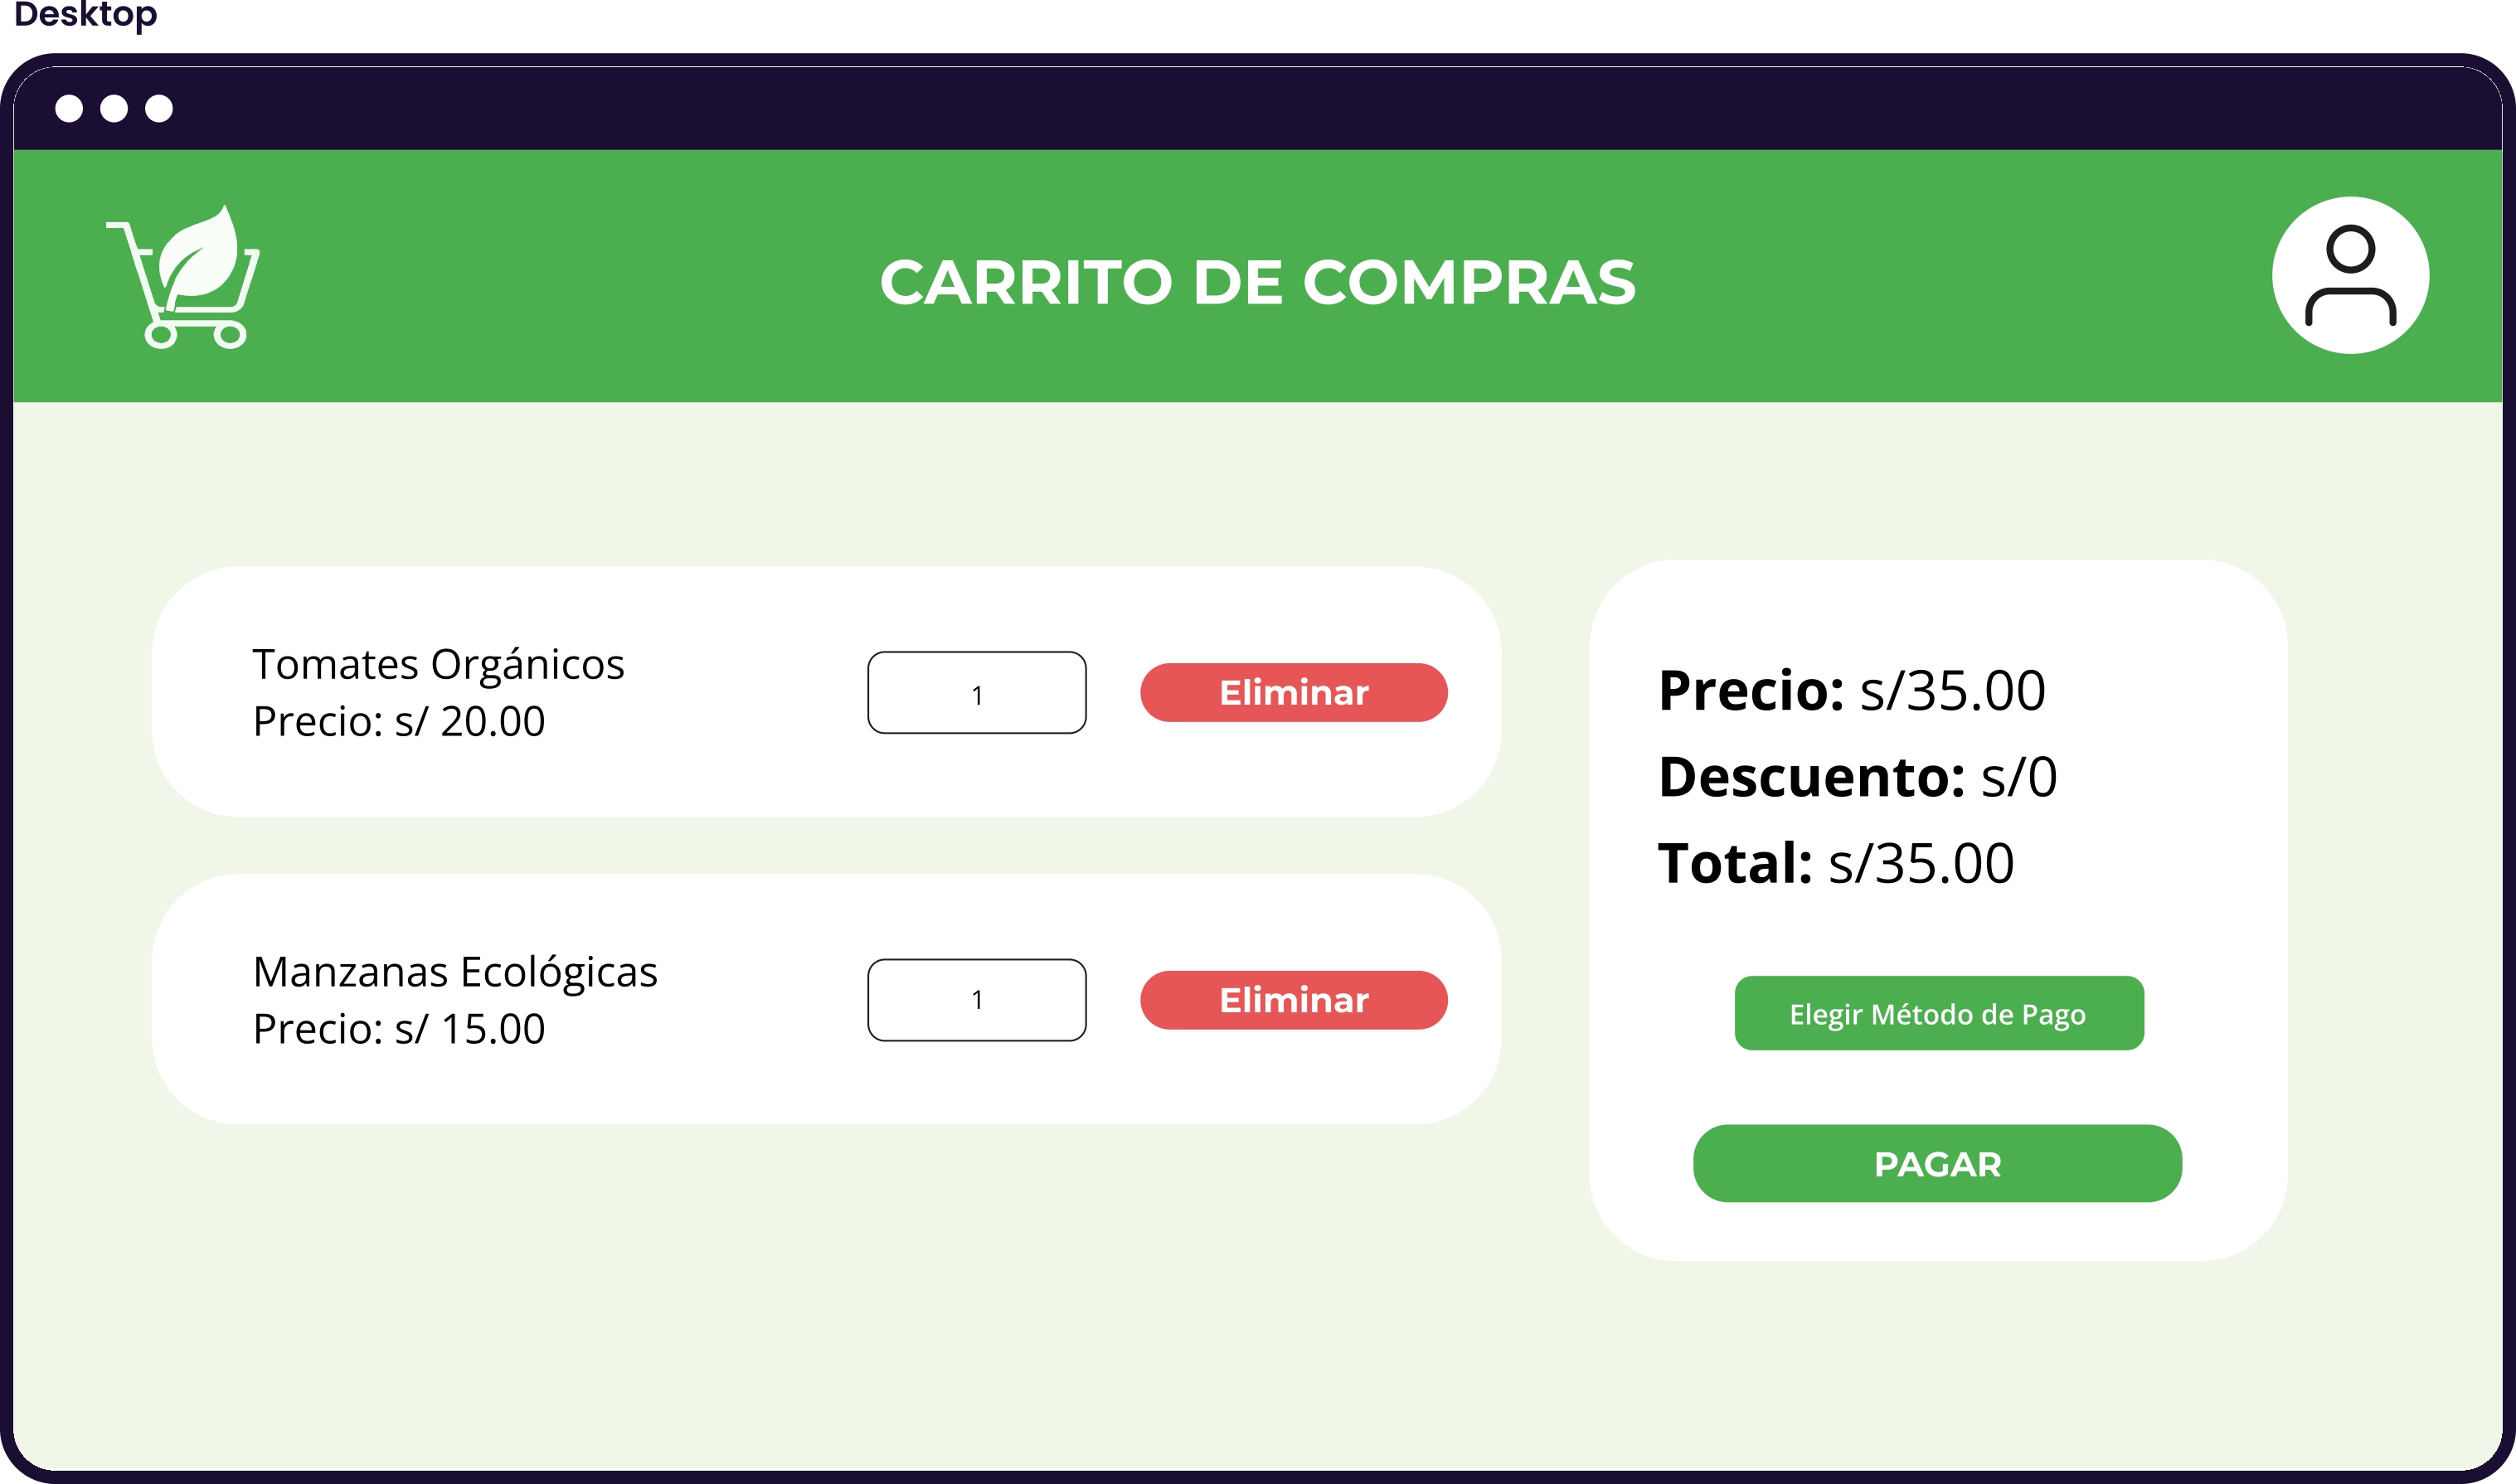 Desktop
CARRITO DE COMPRAS
Tomates Orgánicos
Precio: s/ 20.00
1
Eliminar
Manzanas Ecológicas
Precio: s/ 15.00
1
Eliminar
Precio: s/35.00
Descuento: s/0
Total: s/35.00
Elegir Método de Pago
PAGAR